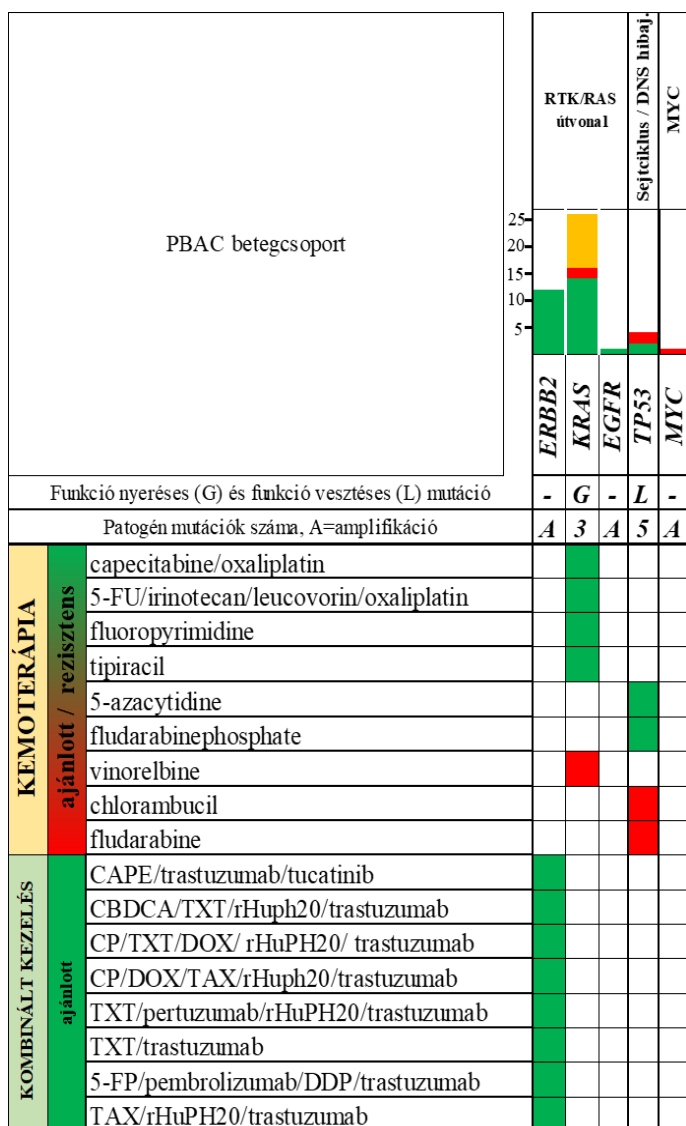 RTK/RAS
útvonal
Sejtciklus / DNS hibaj.
MYC
PBAC betegcsoport
25
20
15
10
5
ERBB2
KRAS
EGFR
TP53
MYC
Funkció nyeréses (G) és funkció vesztéses (L) mutáció - G - L -
Patogén mutációk száma, A=amplifikáció A 3 A 5 A
KEMOTERÁPIA
ajánlott / rezisztens
capecitabine/oxaliplatin
5-FU/irinotecan/leucovorin/oxaliplatin
fluoropyrimidine
tipiracil
5-azacytidine
fludarabinephosphate
vinorelbine
chlorambucil
fludarabine
KOMBINÁLT KEZELÉS
ajánlott
CAPE/trastuzumab/tucatinib
CBDCA/TXT/rHuph20/trastuzumab
CP/TXT/DOX/ rHuPH20/ trastuzumab
CP/DOX/TAX/rHuph20/trastuzumab
TXT/pertuzumab/rHuPH20/trastuzumab
TXT/trastuzumab
5-FP/pembrolizumab/DDP/trastuzumab
TAX/rHuPH20/trastuzumab